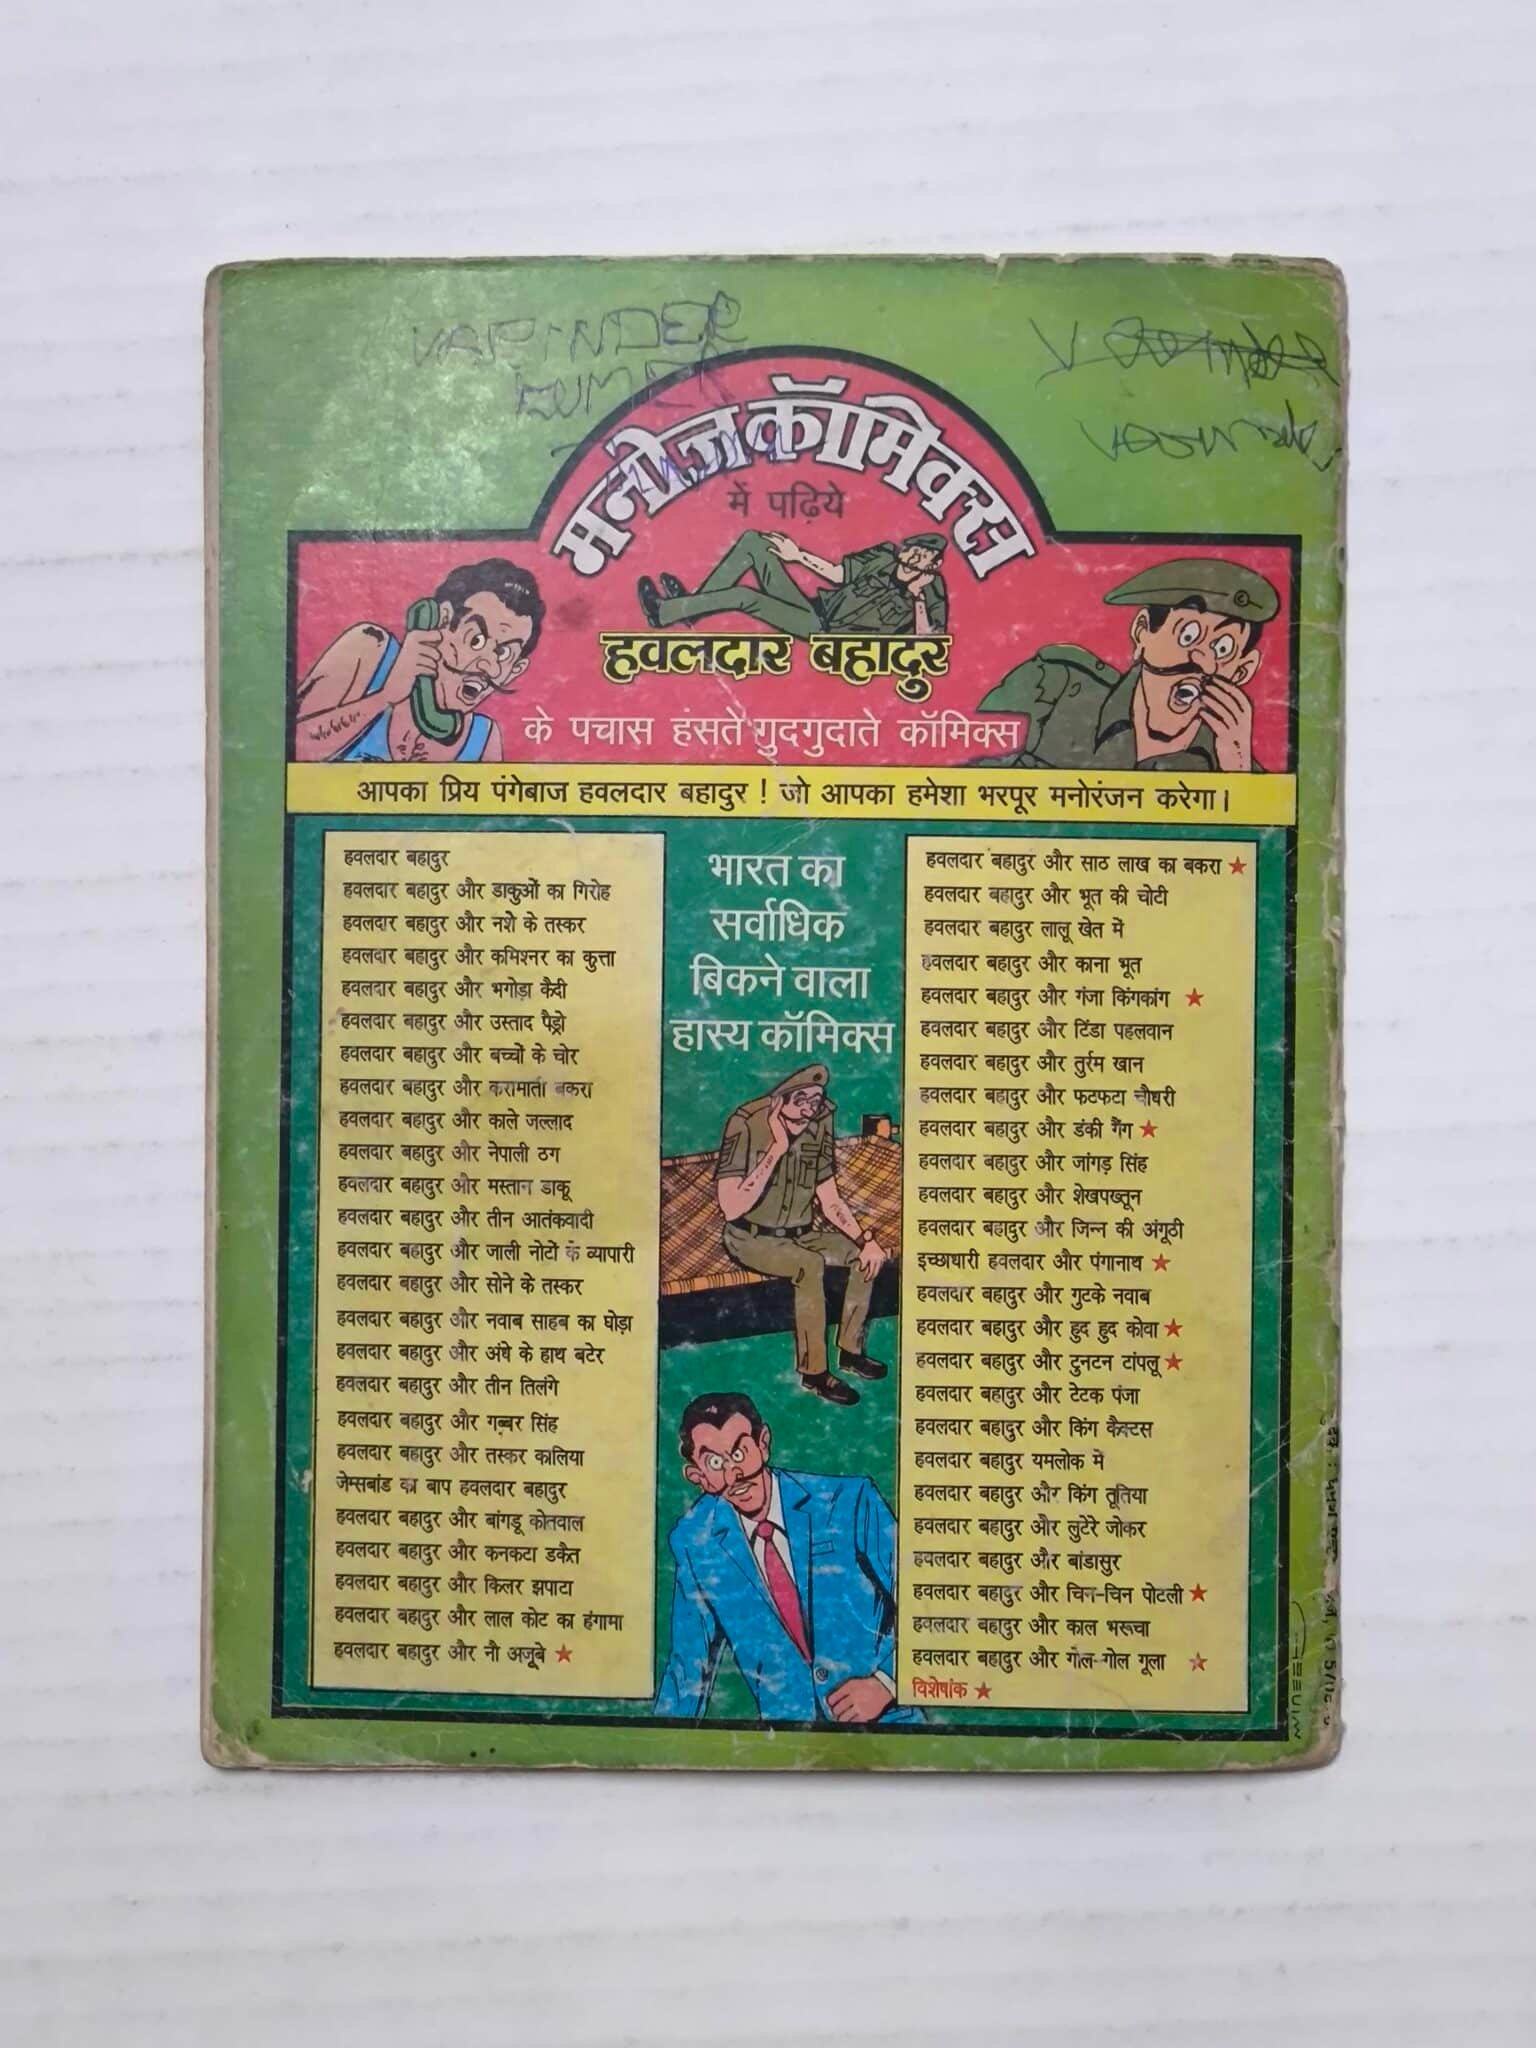 VARINDER
KUMAR
मनोज कॉमिक्स
में पढ़िये
हवलदार बहादुर
के पचास हंसते गुदगुदाते कॉमिक्स
आपका प्रिय पंगेबाज हवलदार बहादुर ! जो आपका हमेशा भरपूर मनोरंजन करेगा।
हवलदार बहादुर
हवलदार बहादुर और डाकुओं का गिरोह
हवलदार बहादुर और नशे के तस्कर
हवलदार बहादुर और कमिश्नर का कुत्ता
हवलदार बहादुर और भगोड़ा कैदी
हवलदार बहादुर और उस्ताद पैड्रो
हवलदार बहादुर और बच्चों के चोर
हवलदार बहादुर और करामाती बकरा
हवलदार बहादुर और काले जल्लाद
हवलदार बहादुर और नेपाली ठग
हवलदार बहादुर और मस्तान डाकू
हवलदार बहादुर और तीन आतंकवादी
हवलदार बहादुर और जाली नोटों के व्यापारी
हवलदार बहादुर और सोने के तस्कर
हवलदार बहादुर और नवाब साहब का घोड़ा
हवलदार बहादुर और अंधे के हाथ बटेर
हवलदार बहादुर और तीन तिलंगे
हवलदार बहादुर और गब्बर सिंह
हवलदार बहादुर और तस्कर कालिया
जेम्सबांड का बाप हवलदार बहादुर
हवलदार बहादुर और बांगडू कोतवाल
हवलदार बहादुर और कनकटा डकैत
हवलदार बहादुर और किलर झपाटा
हवलदार बहादुर और लाल कोट का हंगामा
हवलदार बहादुर और नौ अजूबे ★
भारत का
सर्वाधिक
बिकने वाला
हास्य कॉमिक्स
हवलदार बहादुर और साठ लाख का बकरा ★
हवलदार बहादुर और भूत की चोटी
हवलदार बहादुर लालू खेत में
हवलदार बहादुर और काना भूत
हवलदार बहादुर और गंजा किंगकांग ★
हवलदार बहादुर और टिंडा पहलवान
हवलदार बहादुर और तुर्रम खान
हवलदार बहादुर और फठफटा चौधरी
हवलदार बहादुर और डंकी गैंग ★
हवलदार बहादुर और जांगड़ सिंह
हवलदार बहादुर और शेखपख्तून
हवलदार बहादुर और जिन्न की अंगूठी
इच्छाधारी हवलदार और पंगानाथ ★
हवलदार बहादुर और गुटके नवाब
हवलदार बहादुर और हुद हुद कोवा ★
हवलदार बहादुर और टुनटन टांपलू ★
हवलदार बहादुर और टेटक पंजा
हवलदार बहादुर और किंग कैक्टस
हवलदार बहादुर यमलोक में
हवलदार बहादुर और किंग तूतिया
हवलदार बहादुर और लुटेरे जोकर
हवलदार बहादुर और बांडासुर
हवलदार बहादुर और चिन-चिन पोटली ★
हवलदार बहादुर और काल भरूचा
हवलदार बहादुर और गोल-गोल गूला ★
विशेषांक ★